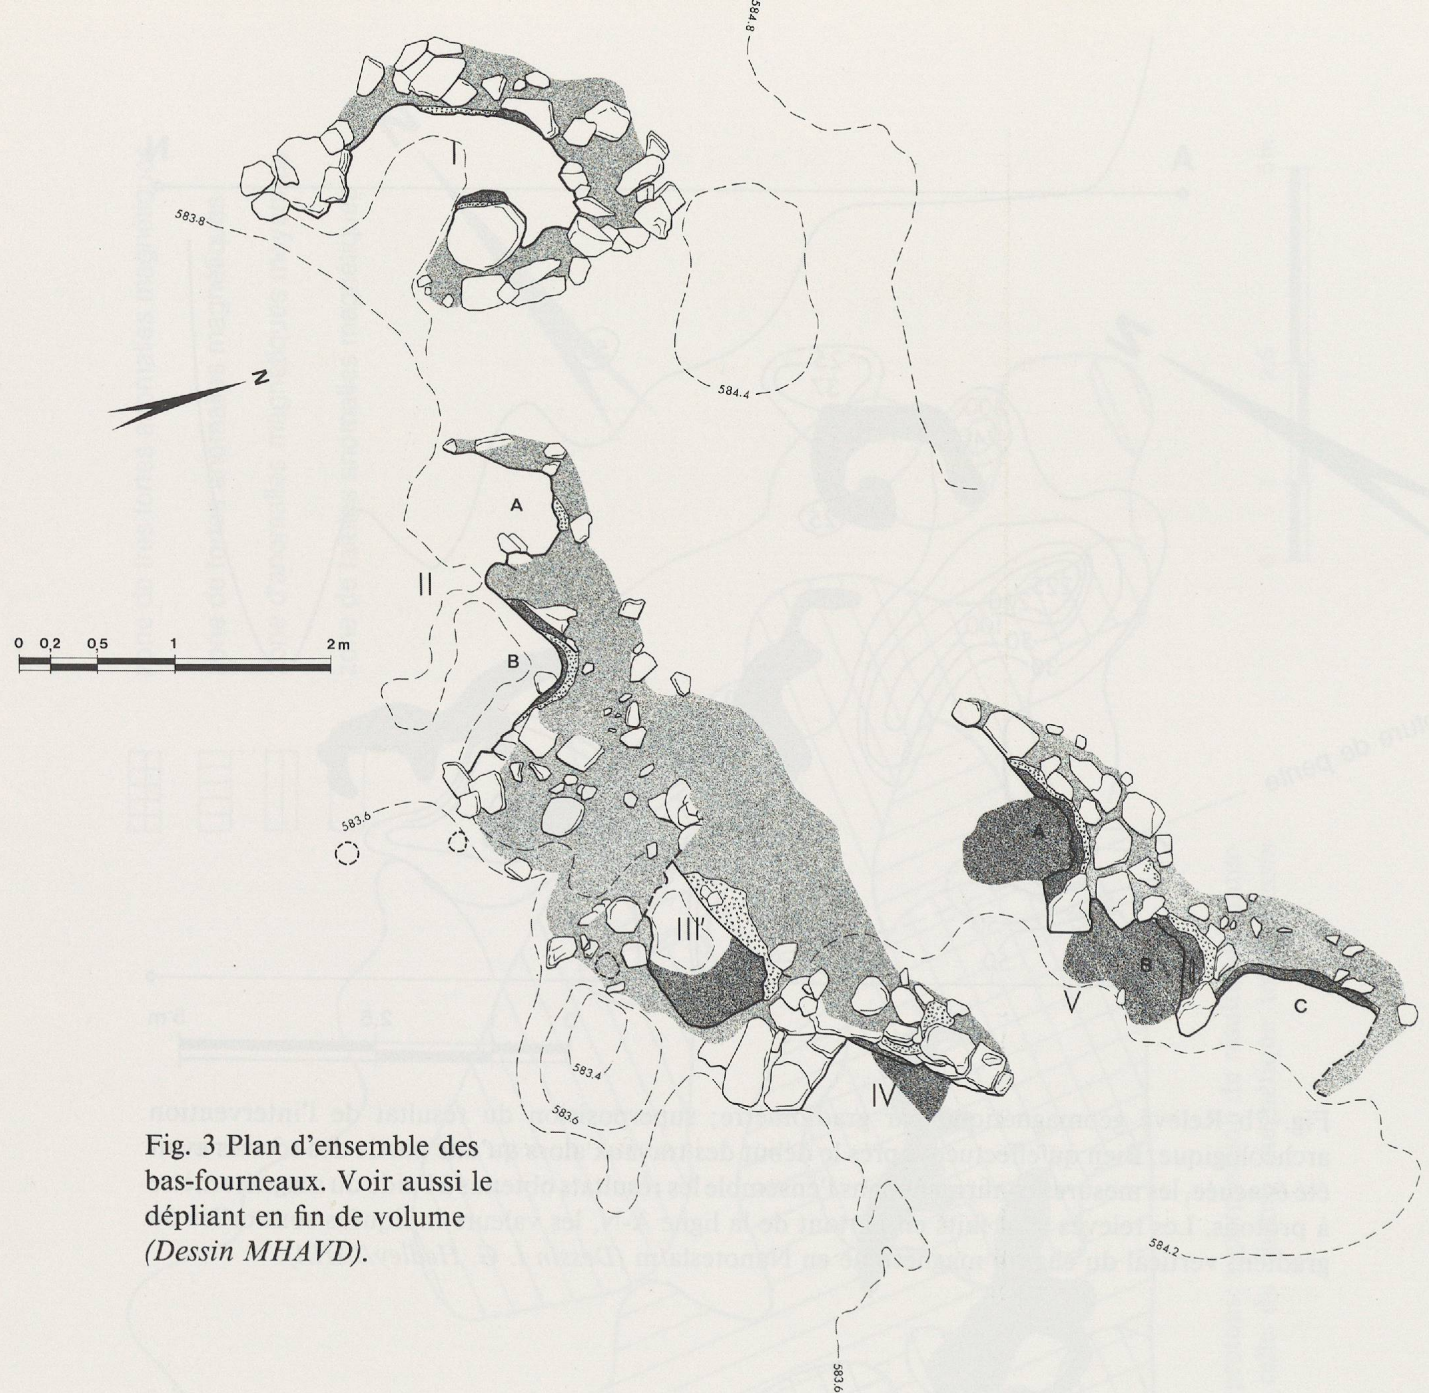 584.8
I
583.8
584.4
N
A
II
0 0,2 0,5 1 2m
B
583.6
A
III
B
V
C
IV
583.4
583.6
584.2
583.6
Fig. 3 Plan d'ensemble des
bas-fourneaux. Voir aussi le
dépliant en fin de volume
(Dessin MHAVD).